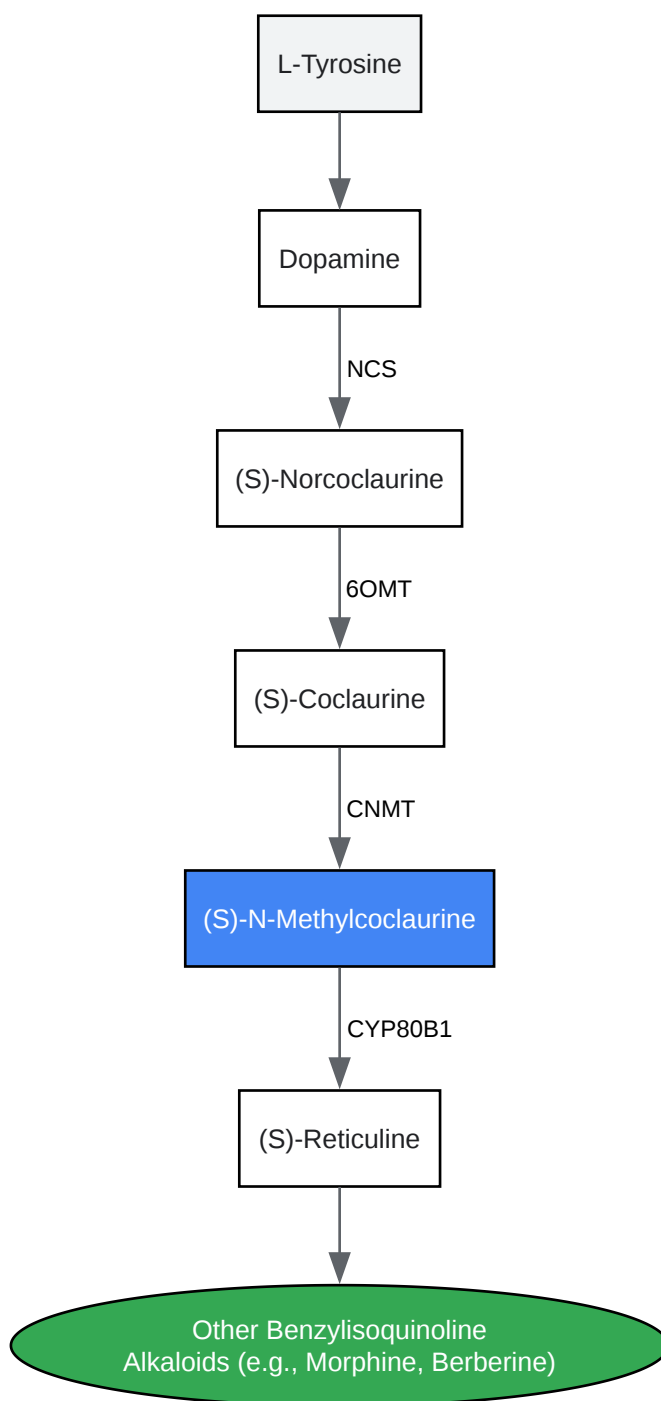 L-Tyrosine
Dopamine
NCS
(S)-Norcoclaurine
6OMT
(S)-Coclaurine
CNMT
(S)-N-Methylcoclaurine
CYP80B1
(S)-Reticuline
Other Benzylisoquinoline
Alkaloids (e.g., Morphine, Berberine)